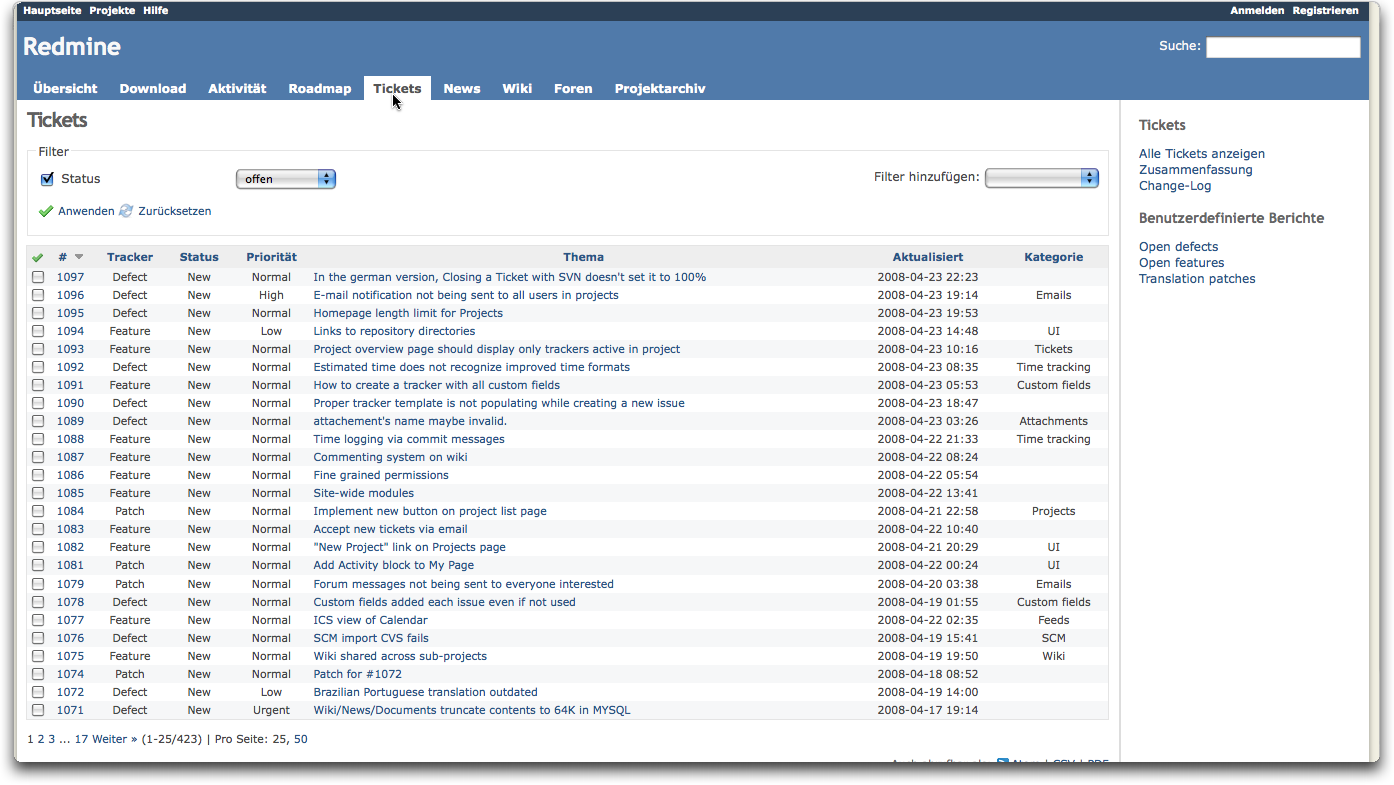 Hauptseite Projekte Hilfe Anmelden Registrieren
Redmine Suche:
Übersicht Download Aktivität Roadmap Tickets News Wiki Foren Projektarchiv
Tickets
Filter
Status offen Filter hinzufügen:
Anwenden Zurücksetzen
# Tracker Status Priorität Thema Aktualisiert Kategorie
1097 Defect New Normal In the german version, Closing a Ticket with SVN doesn't set it to 100% 2008-04-23 22:23
1096 Defect New High E-mail notification not being sent to all users in projects 2008-04-23 19:14 Emails
1095 Defect New Normal Homepage length limit for Projects 2008-04-23 19:53
1094 Feature New Low Links to repository directories 2008-04-23 14:48 UI
1093 Feature New Normal Project overview page should display only trackers active in project 2008-04-23 10:16 Tickets
1092 Defect New Normal Estimated time does not recognize improved time formats 2008-04-23 08:35 Time tracking
1091 Feature New Normal How to create a tracker with all custom fields 2008-04-23 05:53 Custom fields
1090 Defect New Normal Proper tracker template is not populating while creating a new issue 2008-04-23 18:47
1089 Defect New Normal attachement's name maybe invalid. 2008-04-23 03:26 Attachments
1088 Feature New Normal Time logging via commit messages 2008-04-22 21:33 Time tracking
1087 Feature New Normal Commenting system on wiki 2008-04-22 08:24
1086 Feature New Normal Fine grained permissions 2008-04-22 05:54
1085 Feature New Normal Site-wide modules 2008-04-22 13:41
1084 Patch New Normal Implement new button on project list page 2008-04-21 22:58 Projects
1083 Feature New Normal Accept new tickets via email 2008-04-22 10:40
1082 Feature New Normal "New Project" link on Projects page 2008-04-21 20:29 UI
1081 Patch New Normal Add Activity block to My Page 2008-04-22 00:24 UI
1079 Patch New Normal Forum messages not being sent to everyone interested 2008-04-20 03:38 Emails
1078 Defect New Normal Custom fields added each issue even if not used 2008-04-19 01:55 Custom fields
1077 Feature New Normal ICS view of Calendar 2008-04-22 02:35 Feeds
1076 Defect New Normal SCM import CVS fails 2008-04-19 15:41 SCM
1075 Feature New Normal Wiki shared across sub-projects 2008-04-19 19:50 Wiki
1074 Patch New Normal Patch for #1072 2008-04-18 08:52
1072 Defect New Low Brazilian Portuguese translation outdated 2008-04-19 14:00
1071 Defect New Urgent Wiki/News/Documents truncate contents to 64K in MYSQL 2008-04-17 19:14
1 2 3 ... 17 Weiter » (1-25/423) | Pro Seite: 25, 50
Tickets
Alle Tickets anzeigen
Zusammenfassung
Change-Log
Benutzerdefinierte Berichte
Open defects
Open features
Translation patches